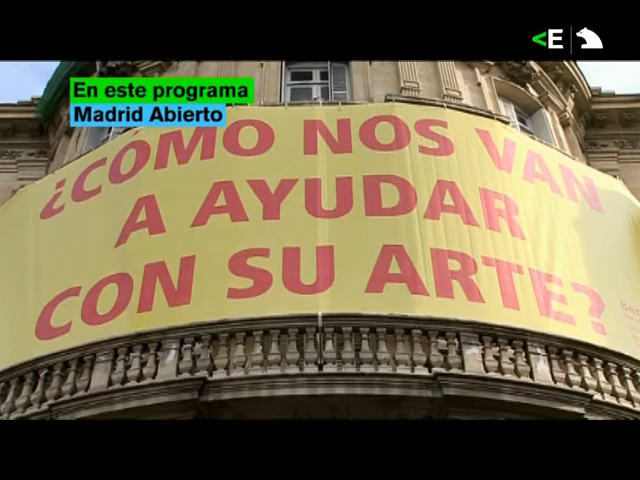 <E
En este programa
Madrid Abierto
¿COMO NOS VAN
A AYUDAR
CON SU ARTE?